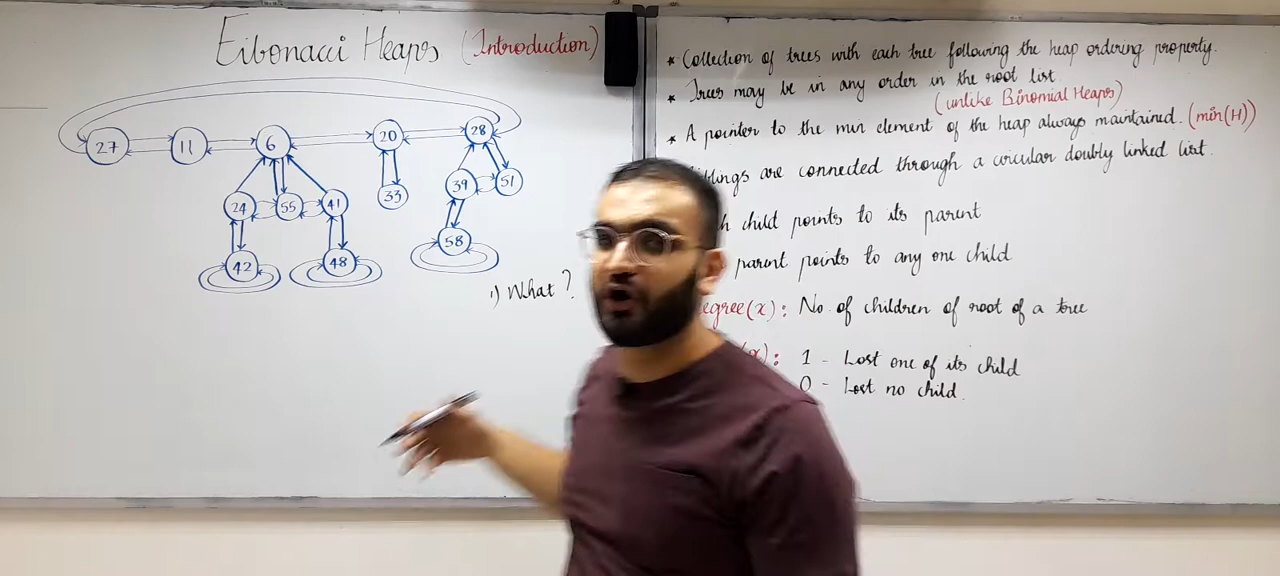 Fibonacci Heaps (Introduction)
27 11 6 20 28
24 55 41 33 39 51
42 48 58
1) What?
* Collection of trees with each tree following the heap ordering property.
* Trees may be in any order in the root list
(unlike Binomial Heaps)
* A pointer to the min element of the heap always maintained. (min(H))
are connected through a circular doubly linked list.
child points to its parent
parent points to any one child
(x): No. of children of root of a tree
(x): 1 - Lost one of its child
0 - Lost no child.